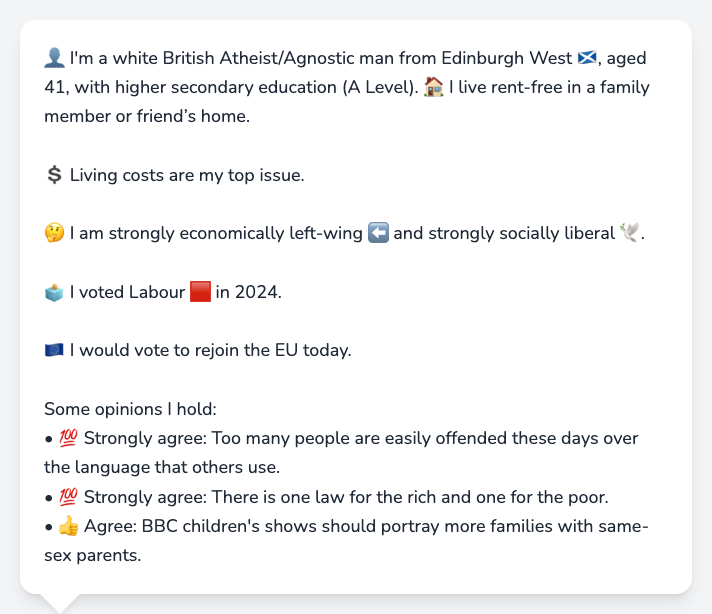 👤 I'm a white British Atheist/Agnostic man from Edinburgh West 🏴󠁧󠁢󠁳󠁣󠁴󠁿, aged
41, with higher secondary education (A Level). 🏠 I live rent-free in a family
member or friend’s home.
💲 Living costs are my top issue.
🤔 I am strongly economically left-wing ⬅️ and strongly socially liberal 🕊️.
🗳️ I voted Labour 🟥 in 2024.
🇪🇺 I would vote to rejoin the EU today.
Some opinions I hold:
• 💯 Strongly agree: Too many people are easily offended these days over
the language that others use.
• 💯 Strongly agree: There is one law for the rich and one for the poor.
• 👍 Agree: BBC children's shows should portray more families with same-
sex parents.